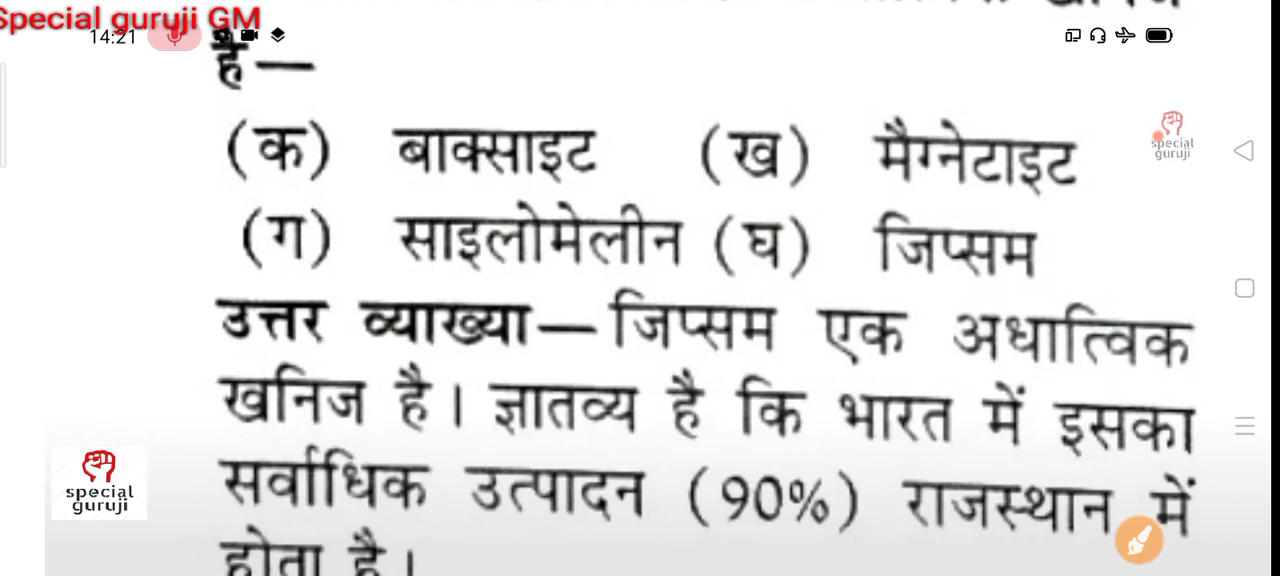 Special guruji GM
14:21
है—
(क) बाक्साइट (ख) मैग्नेटाइट
special
guruji
(ग) साइलोमेलीन (घ) जिप्सम
उत्तर व्याख्या—जिप्सम एक अधात्विक
खनिज है। ज्ञातव्य है कि भारत में इसका
सर्वाधिक उत्पादन (90%) राजस्थान में
special
guruji
होता है।